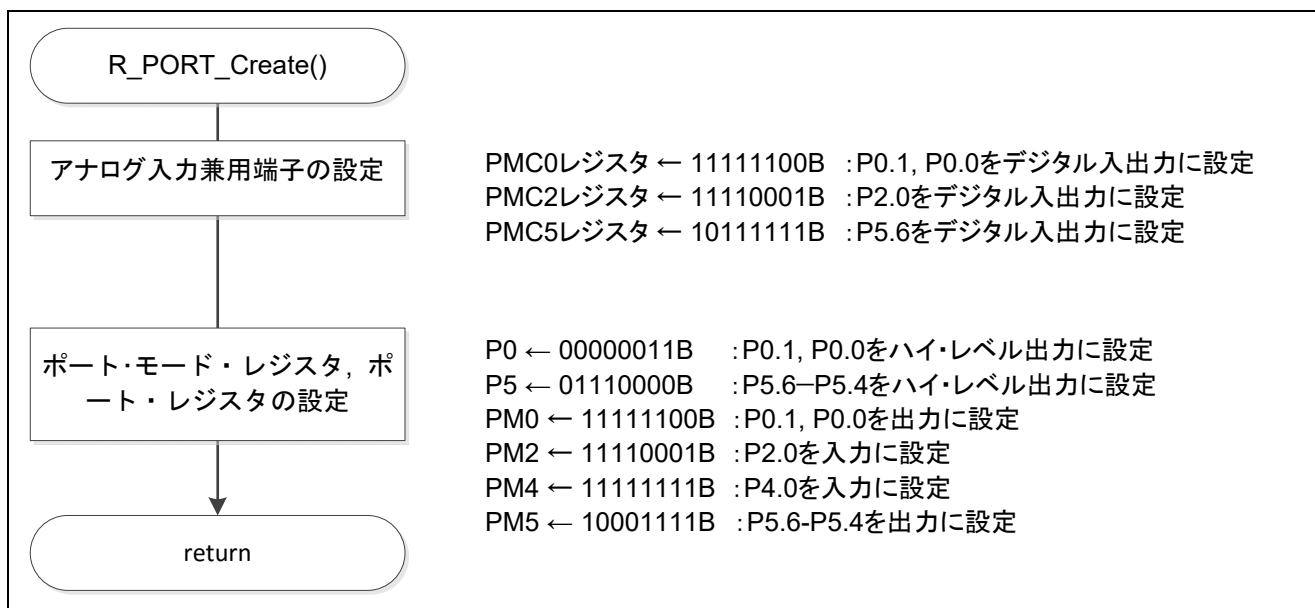 R_PORT_Create()
アナログ入力兼用端子の設定
PMC0レジスタ ← 11111100B :P0.1, P0.0をデジタル入出力に設定
PMC2レジスタ ← 11110001B :P2.0をデジタル入出力に設定
PMC5レジスタ ← 10111111B :P5.6をデジタル入出力に設定
ポート・モード・レジスタ, ポ
ート・レジスタの設定
P0 ← 00000011B :P0.1, P0.0をハイ・レベル出力に設定
P5 ← 01110000B :P5.6–P5.4をハイ・レベル出力に設定
PM0 ← 11111100B :P0.1, P0.0を出力に設定
PM2 ← 11110001B :P2.0を入力に設定
PM4 ← 11111111B :P4.0を入力に設定
PM5 ← 10001111B :P5.6-P5.4を出力に設定
return